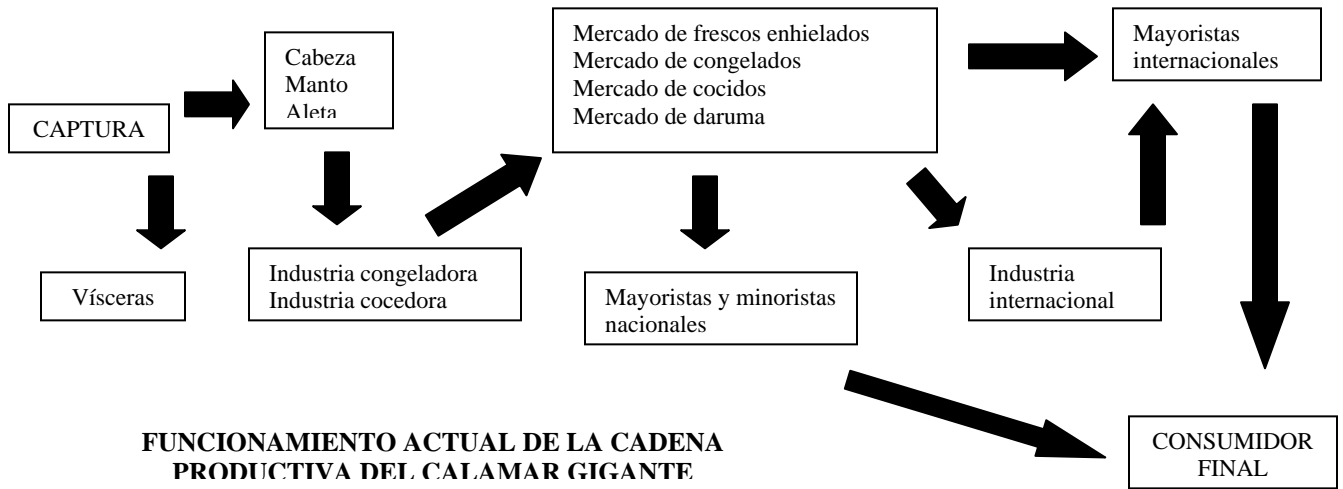 CAPTURA
Vísceras
Cabeza
Manto
Aleta
Industria congeladora
Industria cocedora
Mercado de frescos enhielados
Mercado de congelados
Mercado de cocidos
Mercado de daruma
Mayoristas y minoristas
nacionales
Industria
internacional
Mayoristas
internacionales
CONSUMIDOR
FINAL
FUNCIONAMIENTO ACTUAL DE LA CADENA
PRODUCTIVA DEL CALAMAR GIGANTE